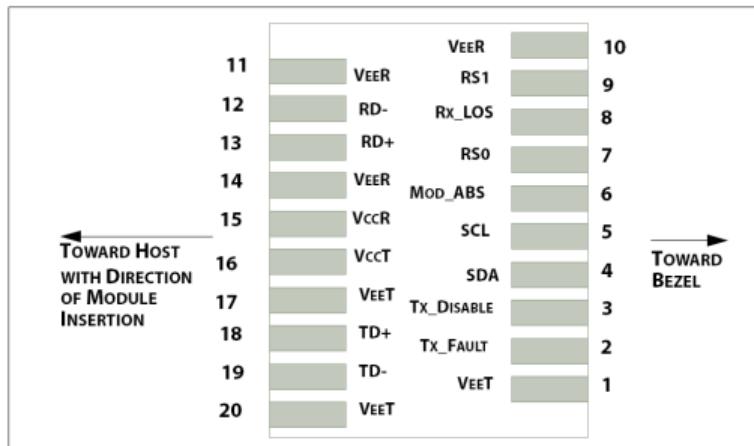 VEER 10
11 VEER
RS1 9
12 RD-
RX_LOS 8
13 RD+
RS0 7
14 VEER
MOD_ABS 6
15 VCCR
SCL 5
TOWARD HOST
WITH DIRECTION
OF MODULE
INSERTION
16 VCCT
SDA 4
TOWARD
BEZEL
17 VEET
TX_DISABLE 3
18 TD+
TX_FAULT 2
19 TD-
VEET 1
20 VEET